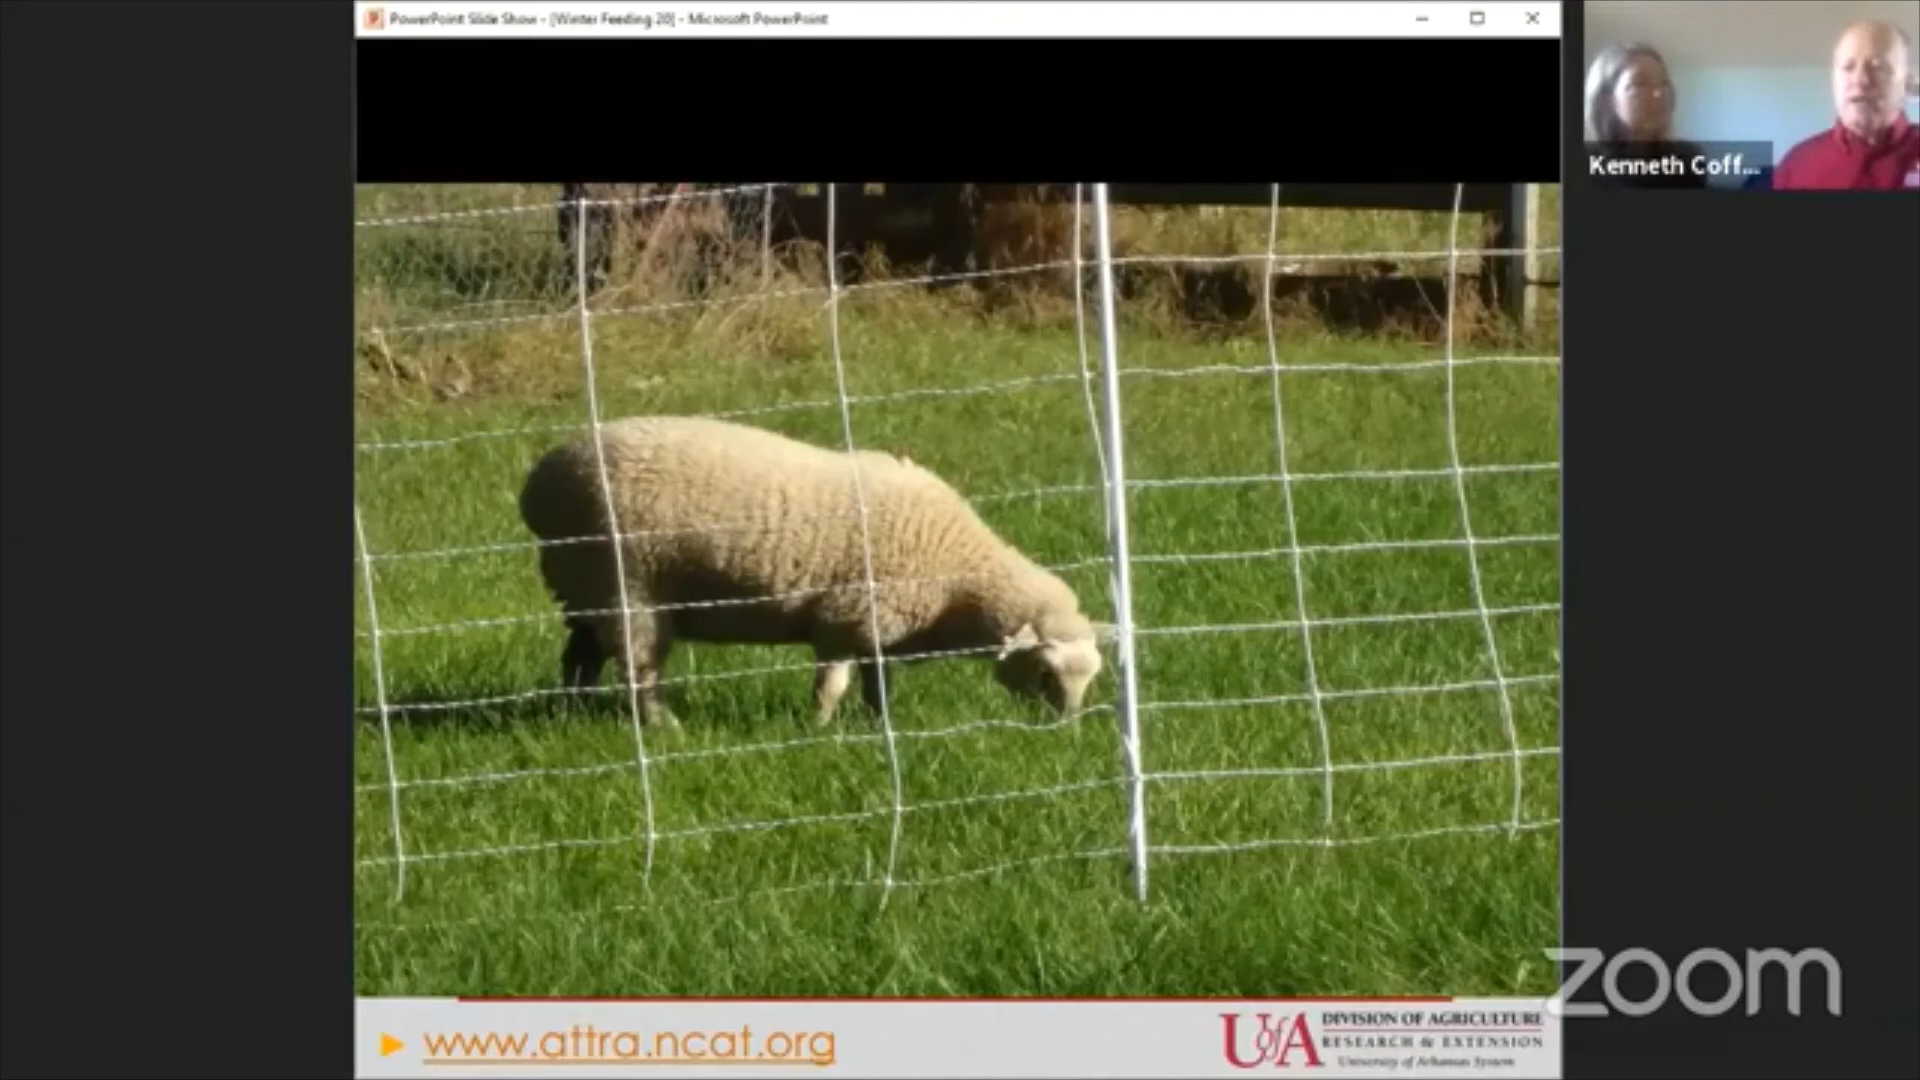 PowerPoint Slide Show - [Winter Feeding 20] - Microsoft PowerPoint
Kenneth Coff...
www.attra.ncat.org
UofA DIVISION OF AGRICULTURE
RESEARCH & EXTENSION
University of Arkansas System
zoom